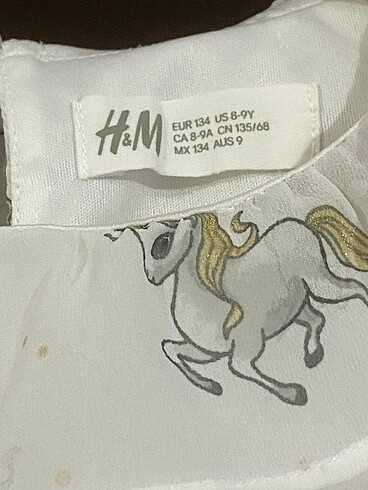 H&M
EUR 134 US 8-9Y
CA 8-9A CN 135/68
MX 134 AUS 9